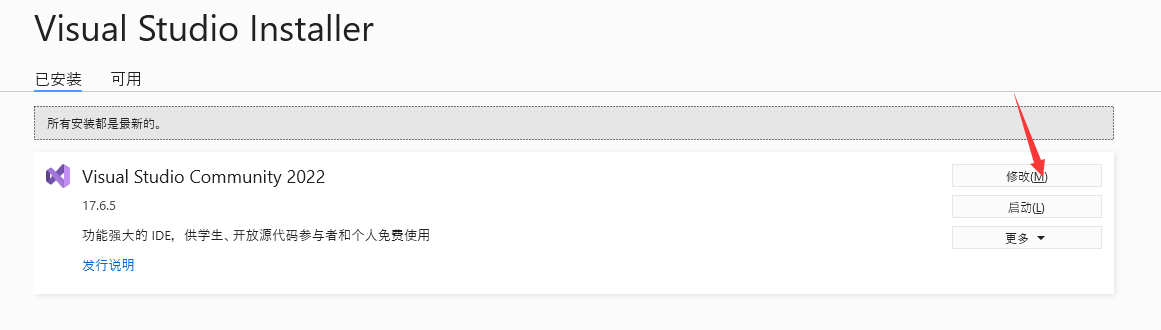 Visual Studio Installer
已安装 可用
所有安装都是最新的。
Visual Studio Community 2022
修改(M)
17.6.5
启动(L)
功能强大的 IDE，供学生、开放源代码参与者和个人免费使用
更多
发行说明